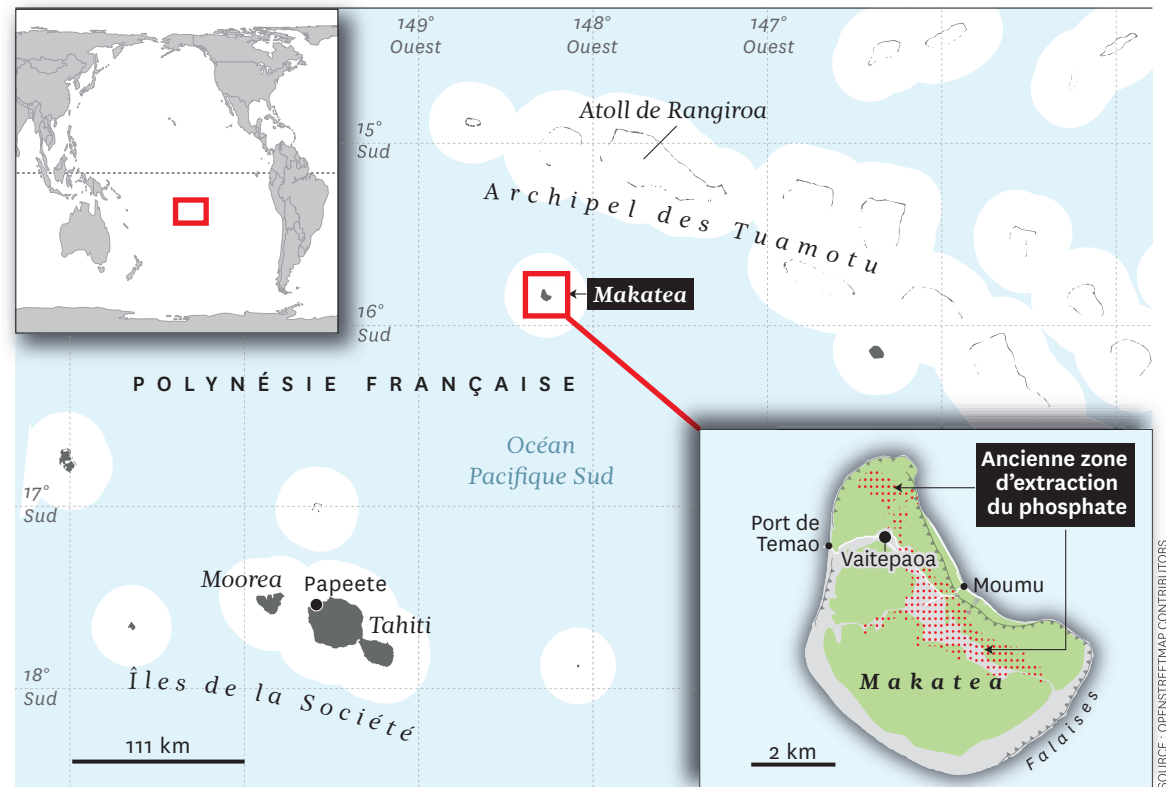 149°
Ouest
148°
Ouest
147°
Ouest
15°
Sud
Atoll de Rangiroa
Archipel des Tuamotu
Makatea
16°
Sud
POLYNÉSIE FRANÇAISE
Océan
Pacifique Sud
17°
Sud
Moorea
Papeete
Tahiti
18°
Sud
Îles de la Société
111 km
Ancienne zone
d'extraction
du phosphate
Port de
Temao
Vaitepaoa
Moumu
Makatea
Falaises
2 km
SOURCE : OPENSTREETMAP CONTRIBUTORS